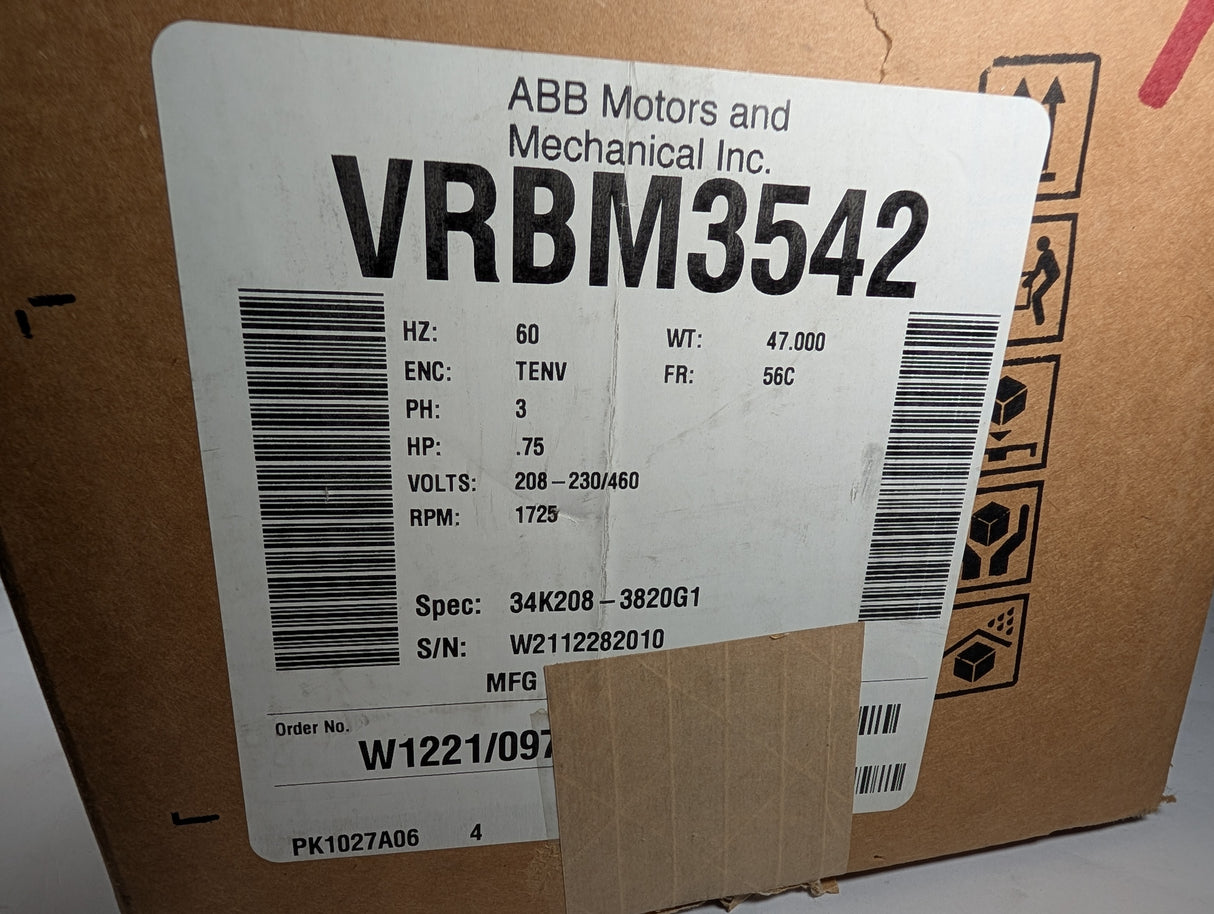 ABB Motors and
Mechanical Inc.
VRBM3542
HZ: 60 WT: 47.000
ENC: TENV FR: 56C
PH: 3
HP: .75
VOLTS: 208-230/460
RPM: 1725
Spec: 34K208-3820G1
S/N: W2112282010
MFG
Order No.
W1221/097
PK1027A06 4